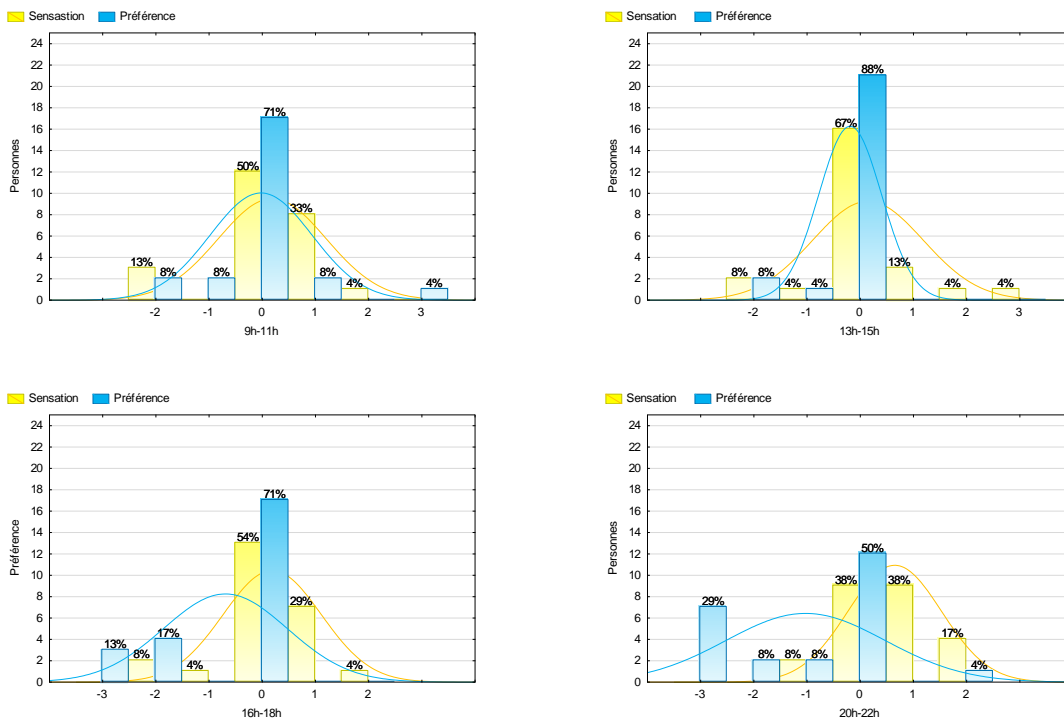 Sensastion Préférence
Personnes
24
22
20
18
16
14
12
10
8
6
4
2
0
13% 8% 8% 50% 71% 33% 8% 4% 4%
-2 -1 0 1 2 3
9h-11h
Sensation Préférence
Personnes
24
22
20
18
16
14
12
10
8
6
4
2
0
8% 8% 4% 4% 67% 88% 13% 4% 4%
-2 -1 0 1 2 3
13h-15h
Sensation Préférence
Préférence
24
22
20
18
16
14
12
10
8
6
4
2
0
13% 8% 17% 4% 54% 71% 29% 4%
-3 -2 -1 0 1 2
16h-18h
Sensation Préférence
Personnes
24
22
20
18
16
14
12
10
8
6
4
2
0
29% 8% 8% 8% 38% 50% 38% 17% 4%
-3 -2 -1 0 1 2
20h-22h